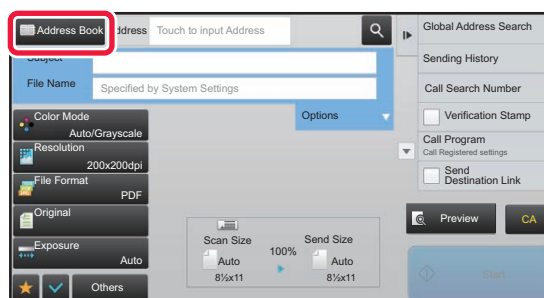 Address Book
ddress
Touch to input Address
Subject
File Name
Specified by System Settings
Options
Color Mode
Auto/Grayscale
Resolution
200x200dpi
File Format
PDF
Original
Exposure
Auto
Others
Scan Size
100%
Send Size
Auto
Auto
8½x11
8½x11
Global Address Search
Sending History
Call Search Number
Verification Stamp
Call Program
Call Registered settings
Send
Destination Link
Preview
CA
Start